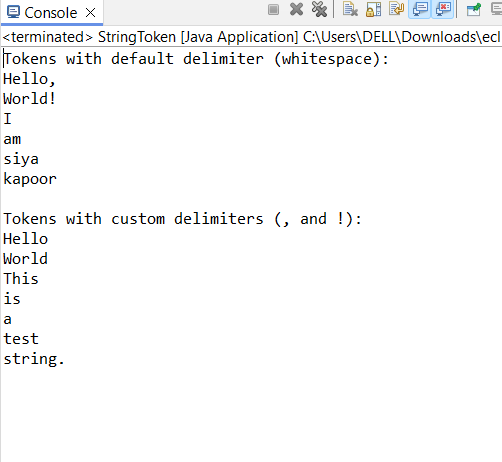 Console
<terminated> StringToken [Java Application] C:\Users\DELL\Downloads\ecl
Tokens with default delimiter (whitespace):
Hello,
World!
I
am
siya
kapoor
Tokens with custom delimiters (, and !):
Hello
World
This
is
a
test
string.